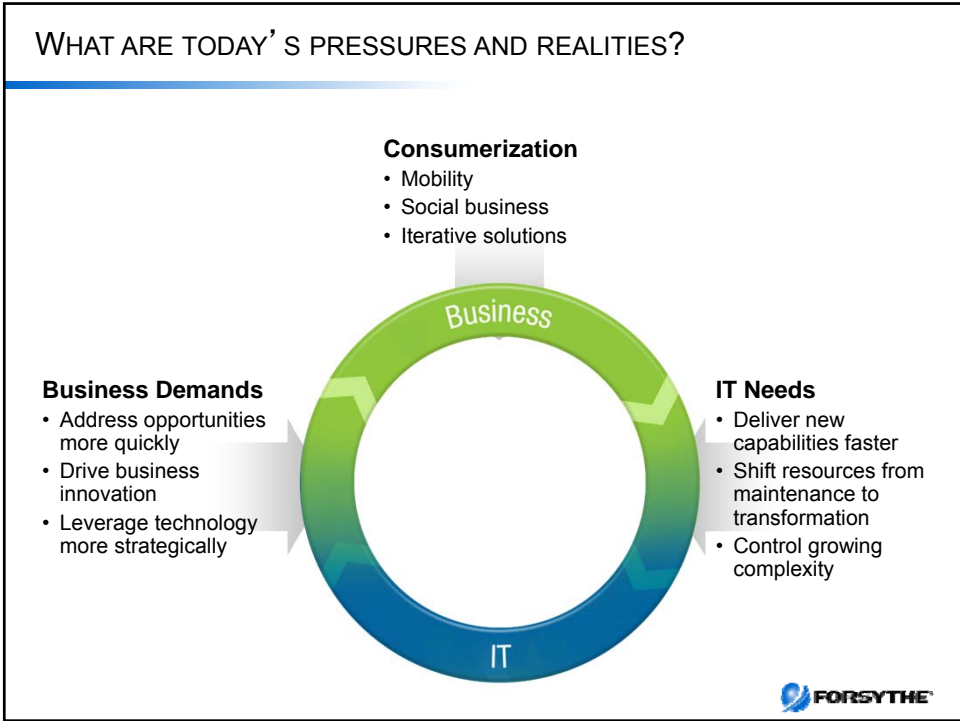 WHAT ARE TODAY’S PRESSURES AND REALITIES?
Consumerization
• Mobility
• Social business
• Iterative solutions
Business
Business Demands
• Address opportunities
more quickly
• Drive business
innovation
• Leverage technology
more strategically
IT Needs
• Deliver new
capabilities faster
• Shift resources from
maintenance to
transformation
• Control growing
complexity
IT
FORSYTHE